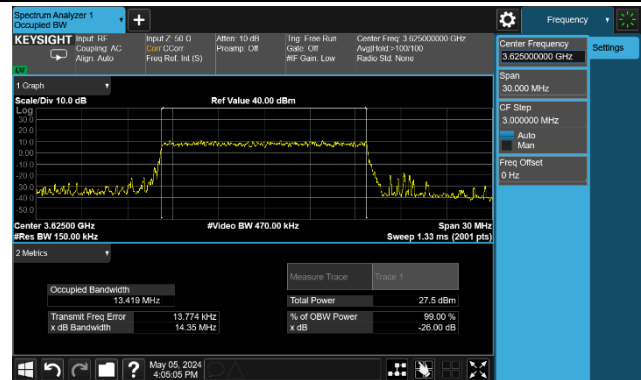 Spectrum Analyzer 1
Occupied BW
Frequency
KEYSIGHT
Input: RF
Coupling: AC
Align: Auto
Input Z: 50 Ω
Corr CCorr
Freq Ref: Int (S)
Atten: 10 dB
Preamp: Off
Trig: Free Run
Gate: Off
#IF Gain: Low
Center Freq: 3.625000000 GHz
Avg|Hold:>100/100
Radio Std: None
Center Frequency
3.625000000 GHz
Settings
Span
30.000 MHz
CF Step
3.000000 MHz
Auto
Man
Freq Offset
0 Hz
1 Graph
Scale/Div 10.0 dB
Ref Value 40.00 dBm
Log
30.0
20.0
10.0
0.00
-10.0
-20.0
-30.0
-40.0
-50.0
Center 3.62500 GHz
#Video BW 470.00 kHz
Span 30 MHz
#Res BW 150.00 kHz
Sweep 1.33 ms (2001 pts)
2 Metrics
Measure Trace
Trace 1
Occupied Bandwidth
13.419 MHz
Total Power
27.5 dBm
Transmit Freq Error
13.774 kHz
% of OBW Power
99.00 %
x dB Bandwidth
14.35 MHz
x dB
-26.00 dB
May 05, 2024
4:05:05 PM